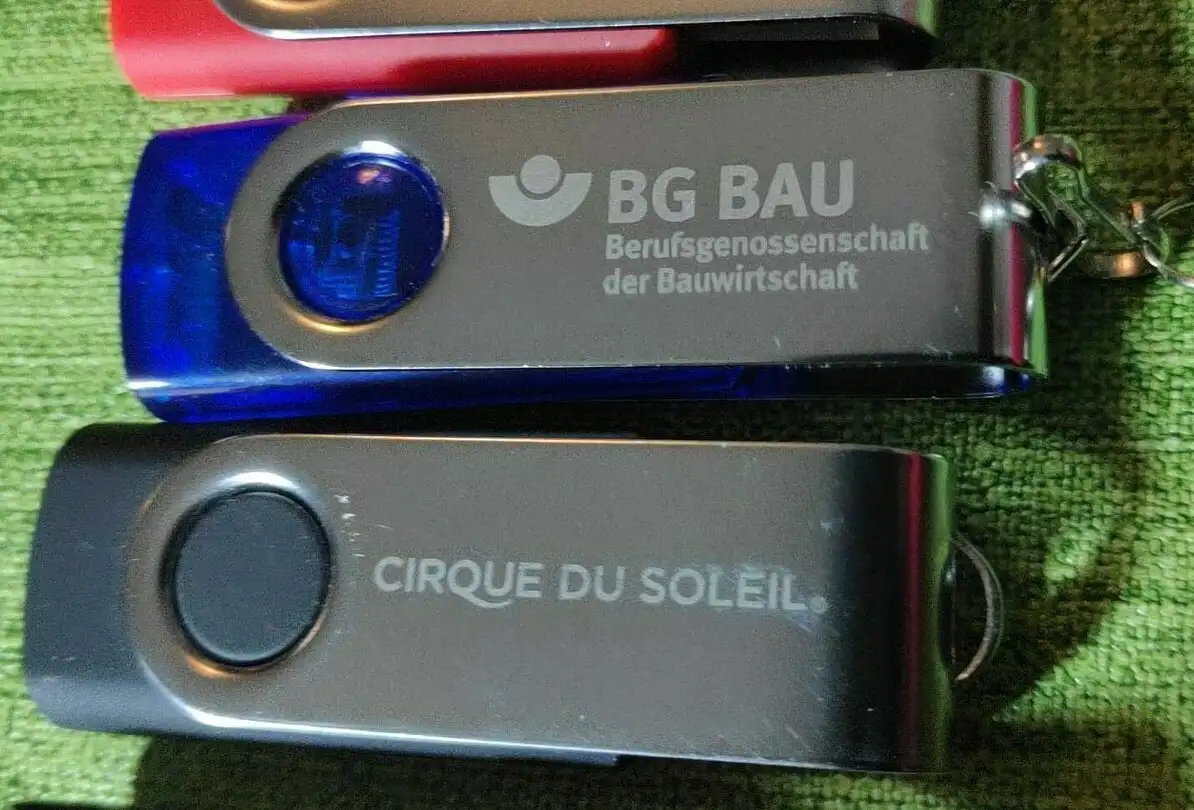 BG BAU
Berufsgenossenschaft
der Bauwirtschaft
CIRQUE DU SOLEIL®